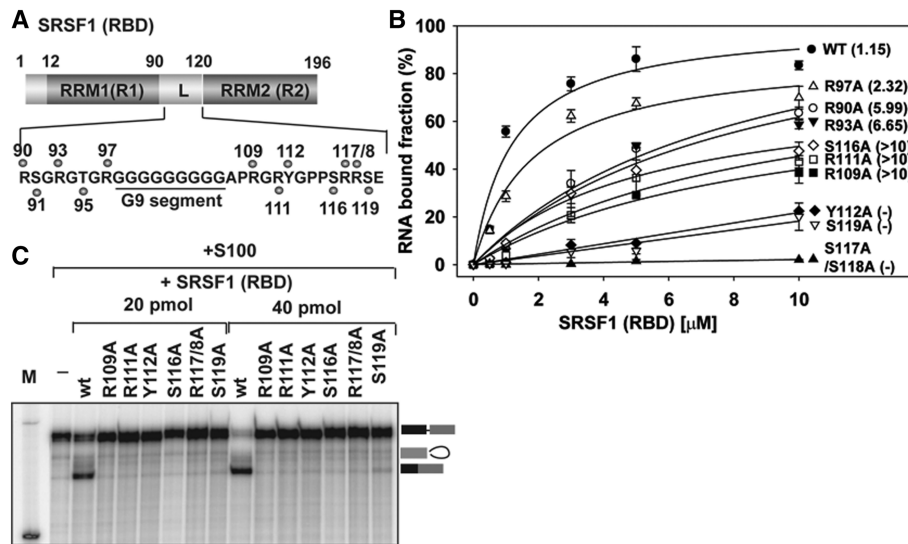 A
SRSF1 (RBD)
1 12 90 120 196
RRM1(R1) L RRM2 (R2)
90 93 97 109 112 117/8
RSGRGTGRGGGGGGGGGAPRGRYGPPSRRSE
91 95 G9 segment 111 116 119
B
RNA bound fraction (%)
100
80
60
40
20
0
0 2 4 6 8 10
SRSF1 (RBD) [μM]
WT (1.15)
R97A (2.32)
R90A (5.99)
R93A (6.65)
S116A (>10)
R111A (>10)
R109A (>10)
Y112A (-)
S119A (-)
S117A
/S118A (-)
C
+S100
+ SRSF1 (RBD)
20 pmol 40 pmol
M – wt R109A R111A Y112A S116A R117/8A S119A wt R109A R111A Y112A S116A R117/8A S119A